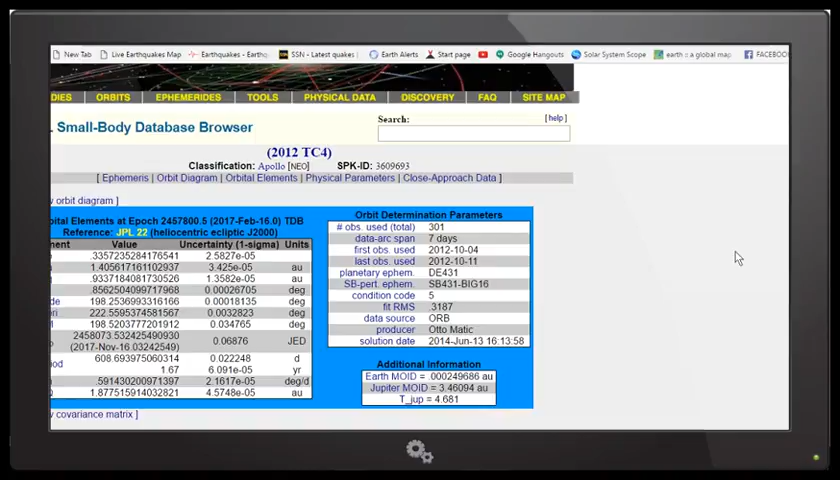 New Tab Live Earthquakes Map Earthquakes - Earthq SSN - Latest quakes Earth Alerts Start page Google Hangouts Solar System Scope earth :: a global map FACEBOO
DIES ORBITS EPHEMERIDES TOOLS PHYSICAL DATA DISCOVERY FAQ SITE MAP
Small-Body Database Browser
Search: [ help ]
(2012 TC4)
Classification: Apollo [NEO] SPK-ID: 3609693
[ Ephemeris | Orbit Diagram | Orbital Elements | Physical Parameters | Close-Approach Data ]
w orbit diagram ]
bital Elements at Epoch 2457800.5 (2017-Feb-16.0) TDB
Reference: JPL 22 (heliocentric ecliptic J2000)
ment Value Uncertainty (1-sigma) Units
.3357235284176541 2.5827e-05
1.405617161102937 3.425e-05 au
.9337184081730526 1.3582e-05 au
.8562504099717968 0.00026705 deg
de 198.2536993316166 0.00018135 deg
eri 222.5595374581567 0.0032823 deg
198.5203777201912 0.034765 deg
2458073.532425490930
(2017-Nov-16.03242549) 0.06876 JED
608.693975060314 0.022248 d
iod 1.67 6.091e-05 yr
.591430200971397 2.1617e-05 deg/d
1.877515914032821 4.5748e-05 au
w covariance matrix ]
Orbit Determination Parameters
# obs. used (total) 301
data-arc span 7 days
first obs. used 2012-10-04
last obs. used 2012-10-11
planetary ephem. DE431
SB-pert. ephem. SB431-BIG16
condition code 5
fit RMS .3187
data source ORB
producer Otto Matic
solution date 2014-Jun-13 16:13:58
Additional Information
Earth MOID = .000249686 au
Jupiter MOID = 3.46094 au
T_jup = 4.681